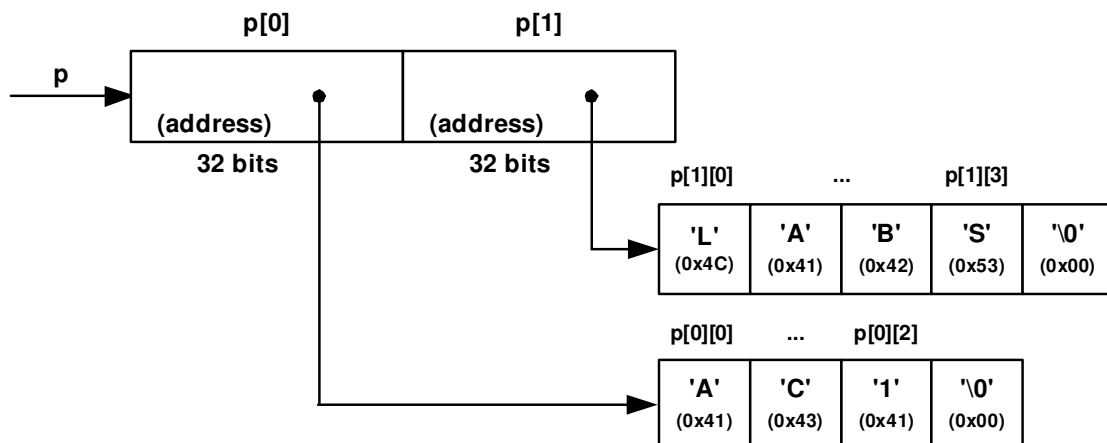 p[0] p[1]
p
(address) (address)
32 bits 32 bits
p[1][0] ... p[1][3]
'L' 'A' 'B' 'S' '\0'
(0x4C) (0x41) (0x42) (0x53) (0x00)
p[0][0] ... p[0][2]
'A' 'C' '1' '\0'
(0x41) (0x43) (0x41) (0x00)